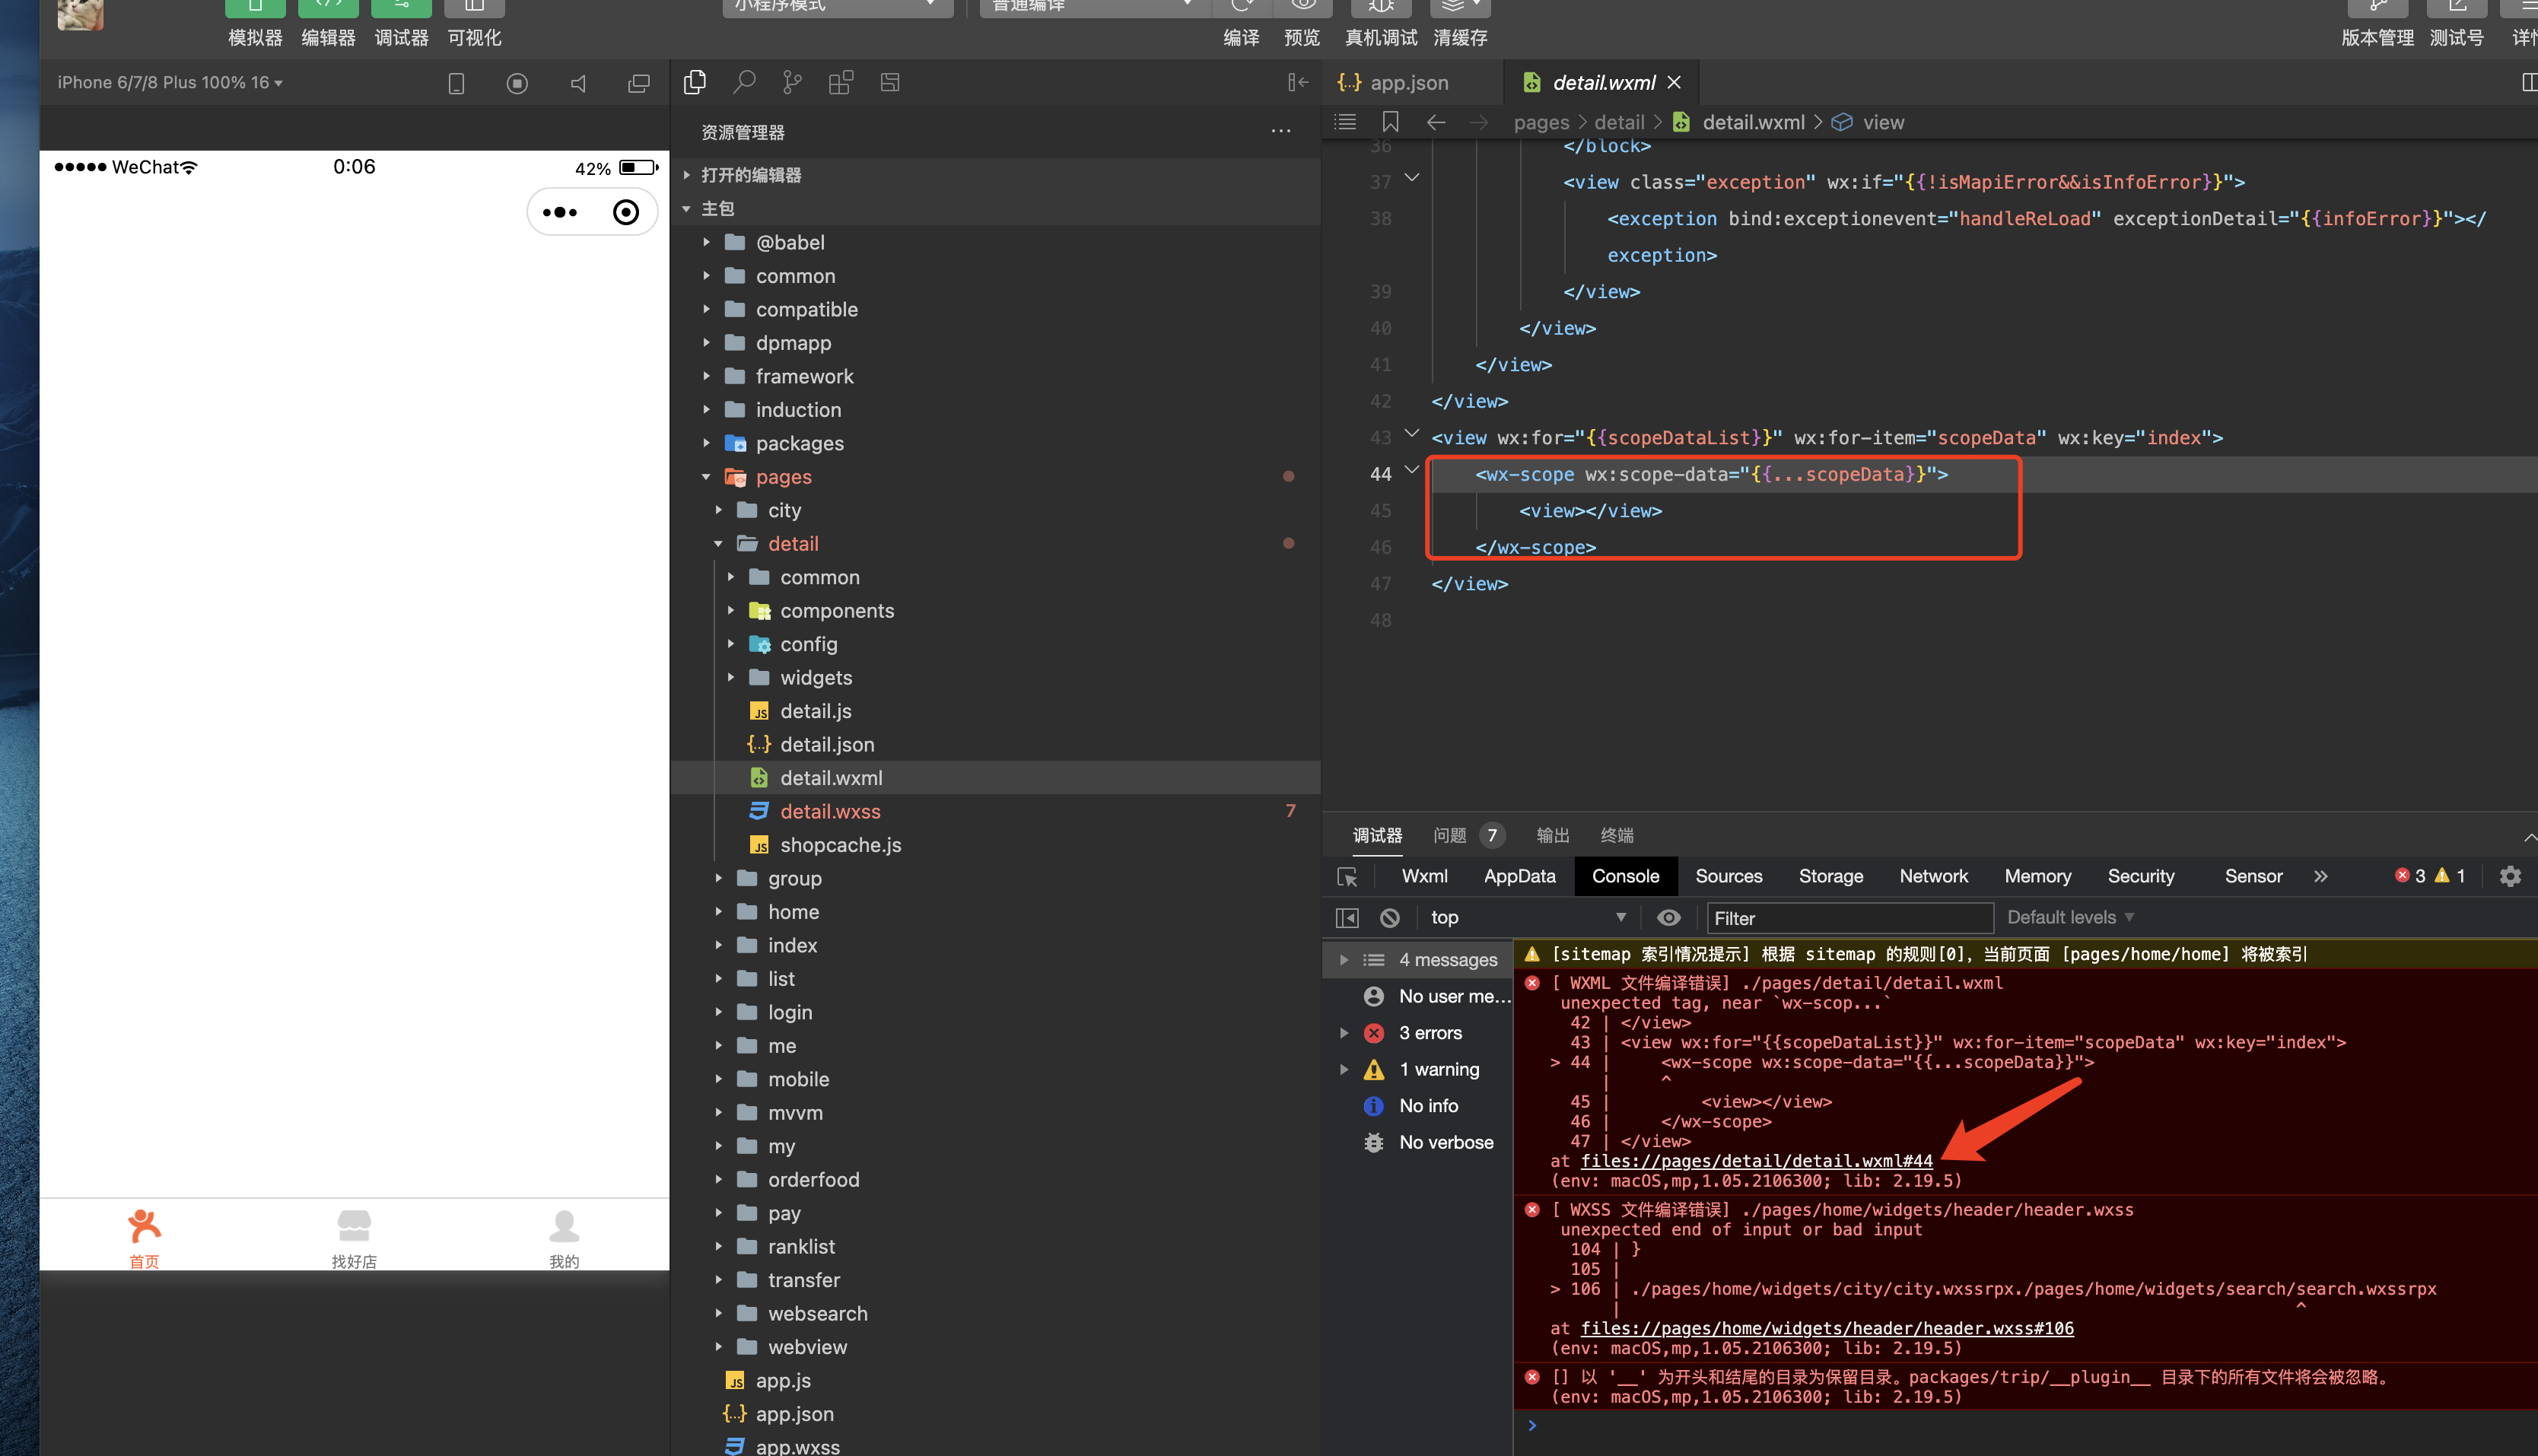 小程序模式
普通编译
模拟器
编辑器
调试器
可视化
编译
预览
真机调试
清缓存
版本管理
测试号
iPhone 6/7/8 Plus 100% 16
WeChat
0:06
42%
首页
找好店
我的
资源管理器
打开的编辑器
主包
@babel
common
compatible
dpmapp
framework
induction
packages
pages
city
detail
common
components
config
widgets
detail.js
detail.json
detail.wxml
detail.wxss 7
shopcache.js
group
home
index
list
login
me
mobile
mvvm
my
orderfood
pay
ranklist
transfer
websearch
webview
app.js
app.json
app.wxss
{..} app.json
detail.wxml
pages > detail > detail.wxml > view
36 </block>
37 <view class="exception" wx:if="{{!isMapiError&&isInfoError}}">
38 <exception bind:exceptionevent="handleReLoad" exceptionDetail="{{infoError}}"></
exception>
39 </view>
40 </view>
41 </view>
42 </view>
43 <view wx:for="{{scopeDataList}}" wx:for-item="scopeData" wx:key="index">
44 <wx-scope wx:scope-data="{{...scopeData}}">
45 <view></view>
46 </wx-scope>
47 </view>
48
调试器 问题 7 输出 终端
Wxml AppData Console Sources Storage Network Memory Security Sensor 3 1
top Filter Default levels
4 messages
No user me...
3 errors
1 warning
No info
No verbose
[sitemap 索引情况提示] 根据 sitemap 的规则[0]，当前页面 [pages/home/home] 将被索引
[ WXML 文件编译错误] ./pages/detail/detail.wxml
unexpected tag, near `wx-scop...`
42 | </view>
43 | <view wx:for="{{scopeDataList}}" wx:for-item="scopeData" wx:key="index">
> 44 | <wx-scope wx:scope-data="{{...scopeData}}">
| ^
45 | <view></view>
46 | </wx-scope>
47 | </view>
at files://pages/detail/detail.wxml#44
(env: macOS,mp,1.05.2106300; lib: 2.19.5)
[ WXSS 文件编译错误] ./pages/home/widgets/header/header.wxss
unexpected end of input or bad input
104 | }
105 |
> 106 | ./pages/home/widgets/city/city.wxssrpx./pages/home/widgets/search/search.wxssrpx
| ^
at files://pages/home/widgets/header/header.wxss#106
(env: macOS,mp,1.05.2106300; lib: 2.19.5)
[] 以 '__' 为开头和结尾的目录为保留目录。packages/trip/__plugin__ 目录下的所有文件将会被忽略。
(env: macOS,mp,1.05.2106300; lib: 2.19.5)